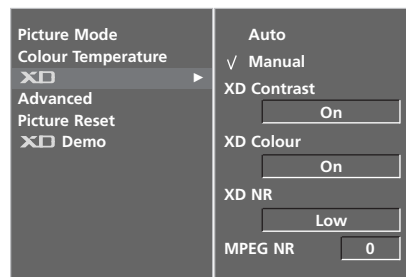 Picture Mode
Colour Temperature
XD ►
Advanced
Picture Reset
XD Demo
Auto
√ Manual
XD Contrast
On
XD Colour
On
XD NR
Low
MPEG NR 0